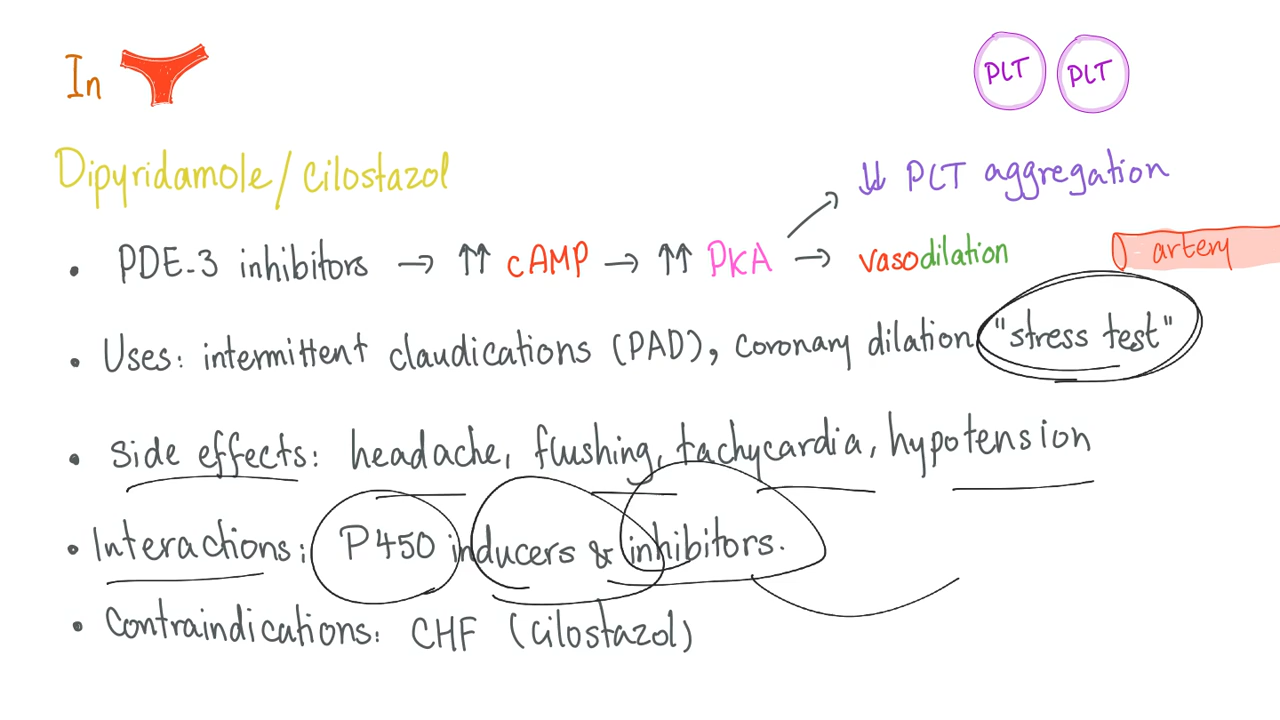 In
PLT PLT
Dipyridamole/cilostazol
↓↓ PLT aggregation
• PDE-3 inhibitors → ↑↑ cAMP → ↑↑ PKA → vasodilation
artery
• Uses: intermittent claudications (PAD), coronary dilation "stress test"
• Side effects: headache, flushing, tachycardia, hypotension
• Interactions: P450 inducers & inhibitors.
• Contraindications: CHF (cilostazol)